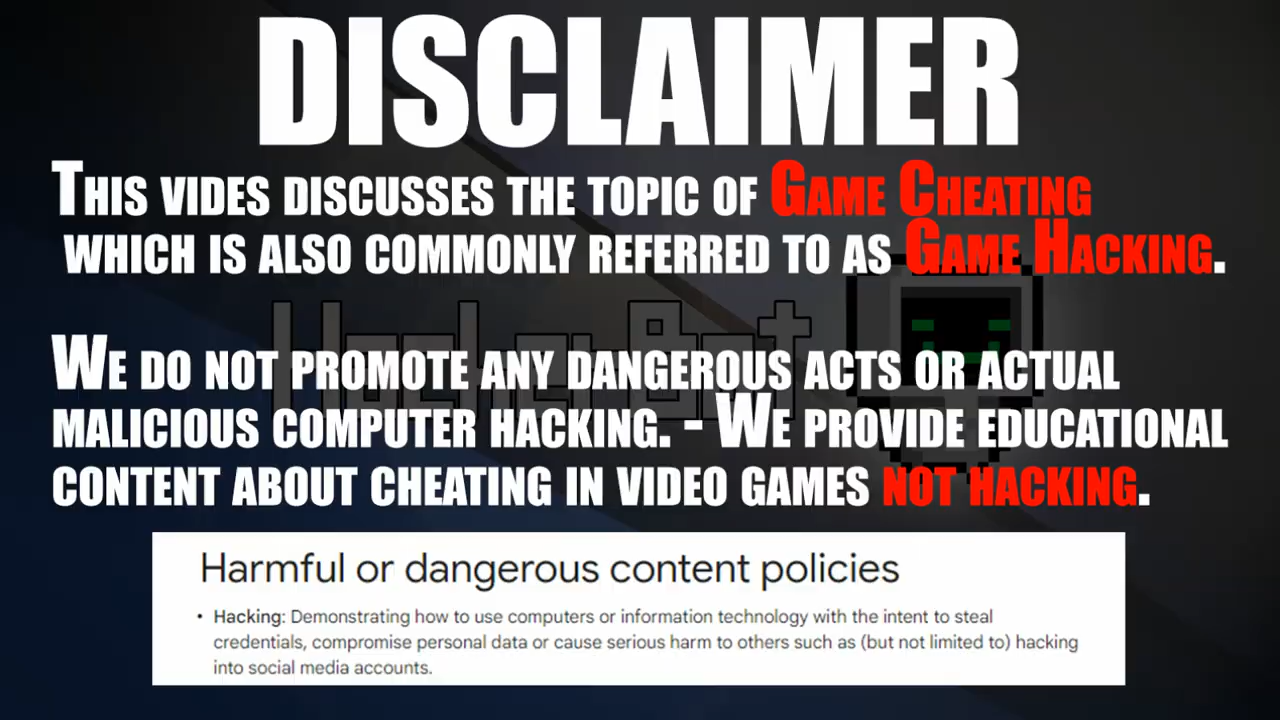 DISCLAIMER
THIS VIDES DISCUSSES THE TOPIC OF GAME CHEATING
WHICH IS ALSO COMMONLY REFERRED TO AS GAME HACKING.
Hacker Bot
WE DO NOT PROMOTE ANY DANGEROUS ACTS OR ACTUAL
MALICIOUS COMPUTER HACKING. - WE PROVIDE EDUCATIONAL
CONTENT ABOUT CHEATING IN VIDEO GAMES NOT HACKING.
Harmful or dangerous content policies
• Hacking: Demonstrating how to use computers or information technology with the intent to steal
credentials, compromise personal data or cause serious harm to others such as (but not limited to) hacking
into social media accounts.